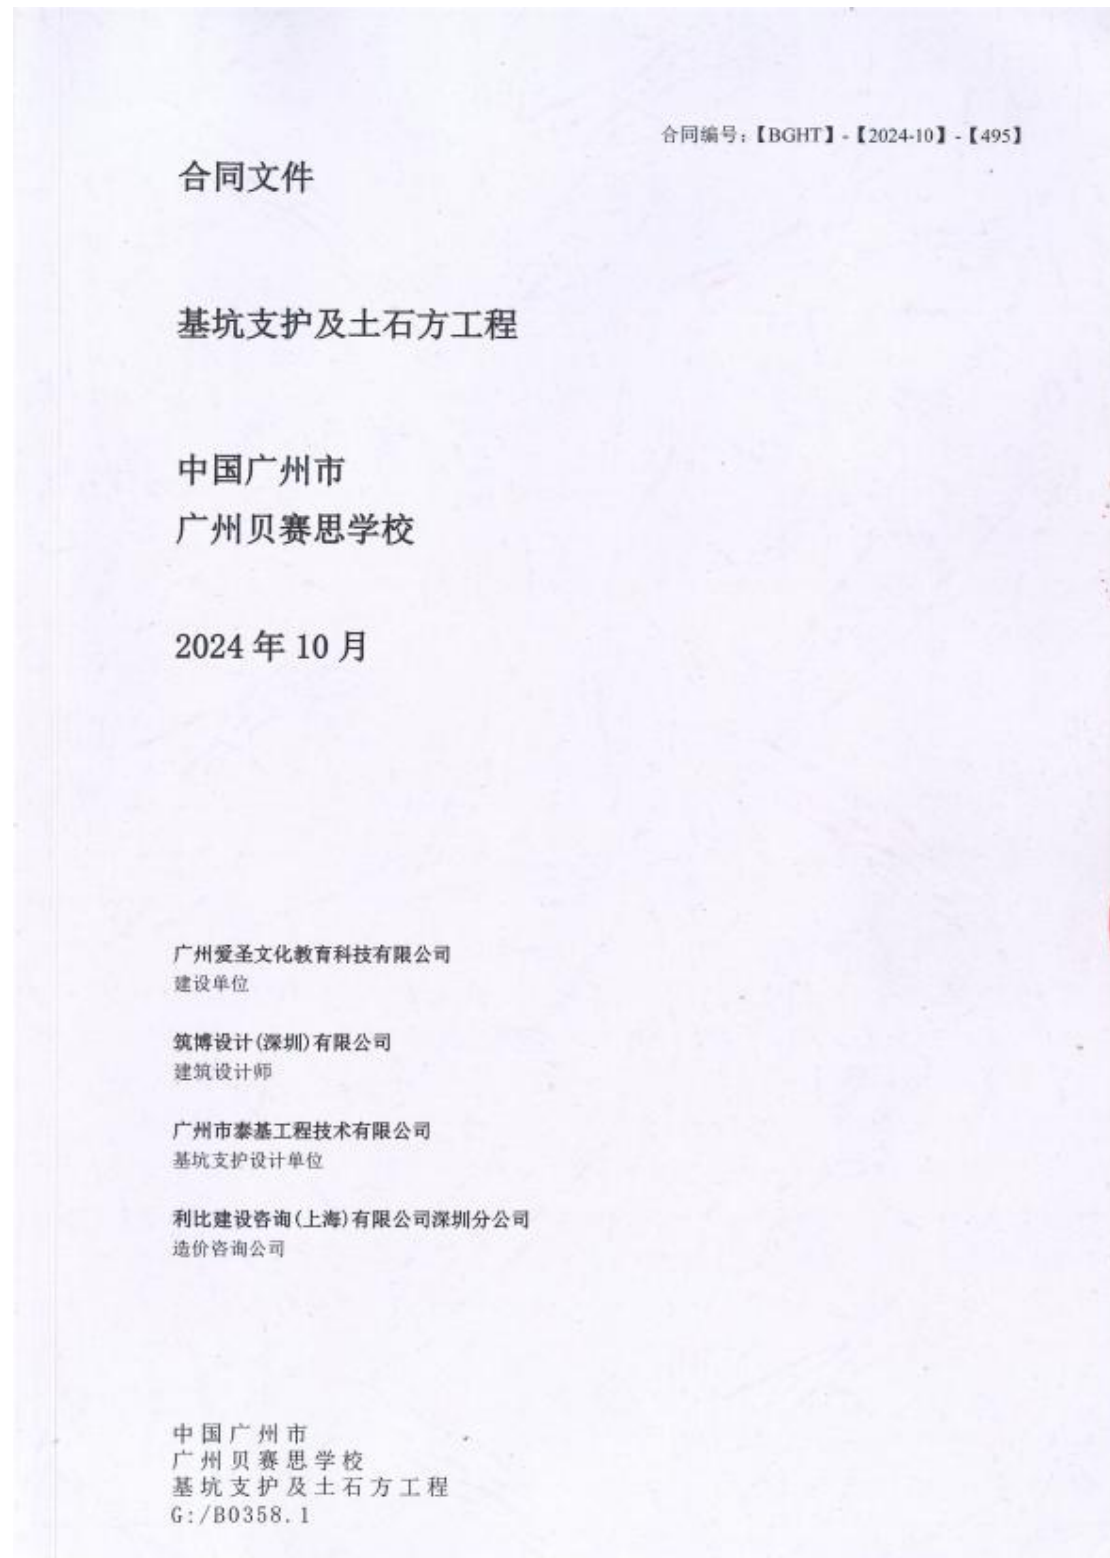 合同编号：【BGHT】-【2024-10】-【495】
合同文件
基坑支护及土石方工程
中国广州市
广州贝赛思学校
2024年10月
广州爱圣文化教育科技有限公司
建设单位
筑博设计(深圳)有限公司
建筑设计师
广州市泰基工程技术有限公司
基坑支护设计单位
利比建设咨询(上海)有限公司深圳分公司
造价咨询公司
中国广州市
广州贝赛思学校
基坑支护及土石方工程
G:/B0358.1